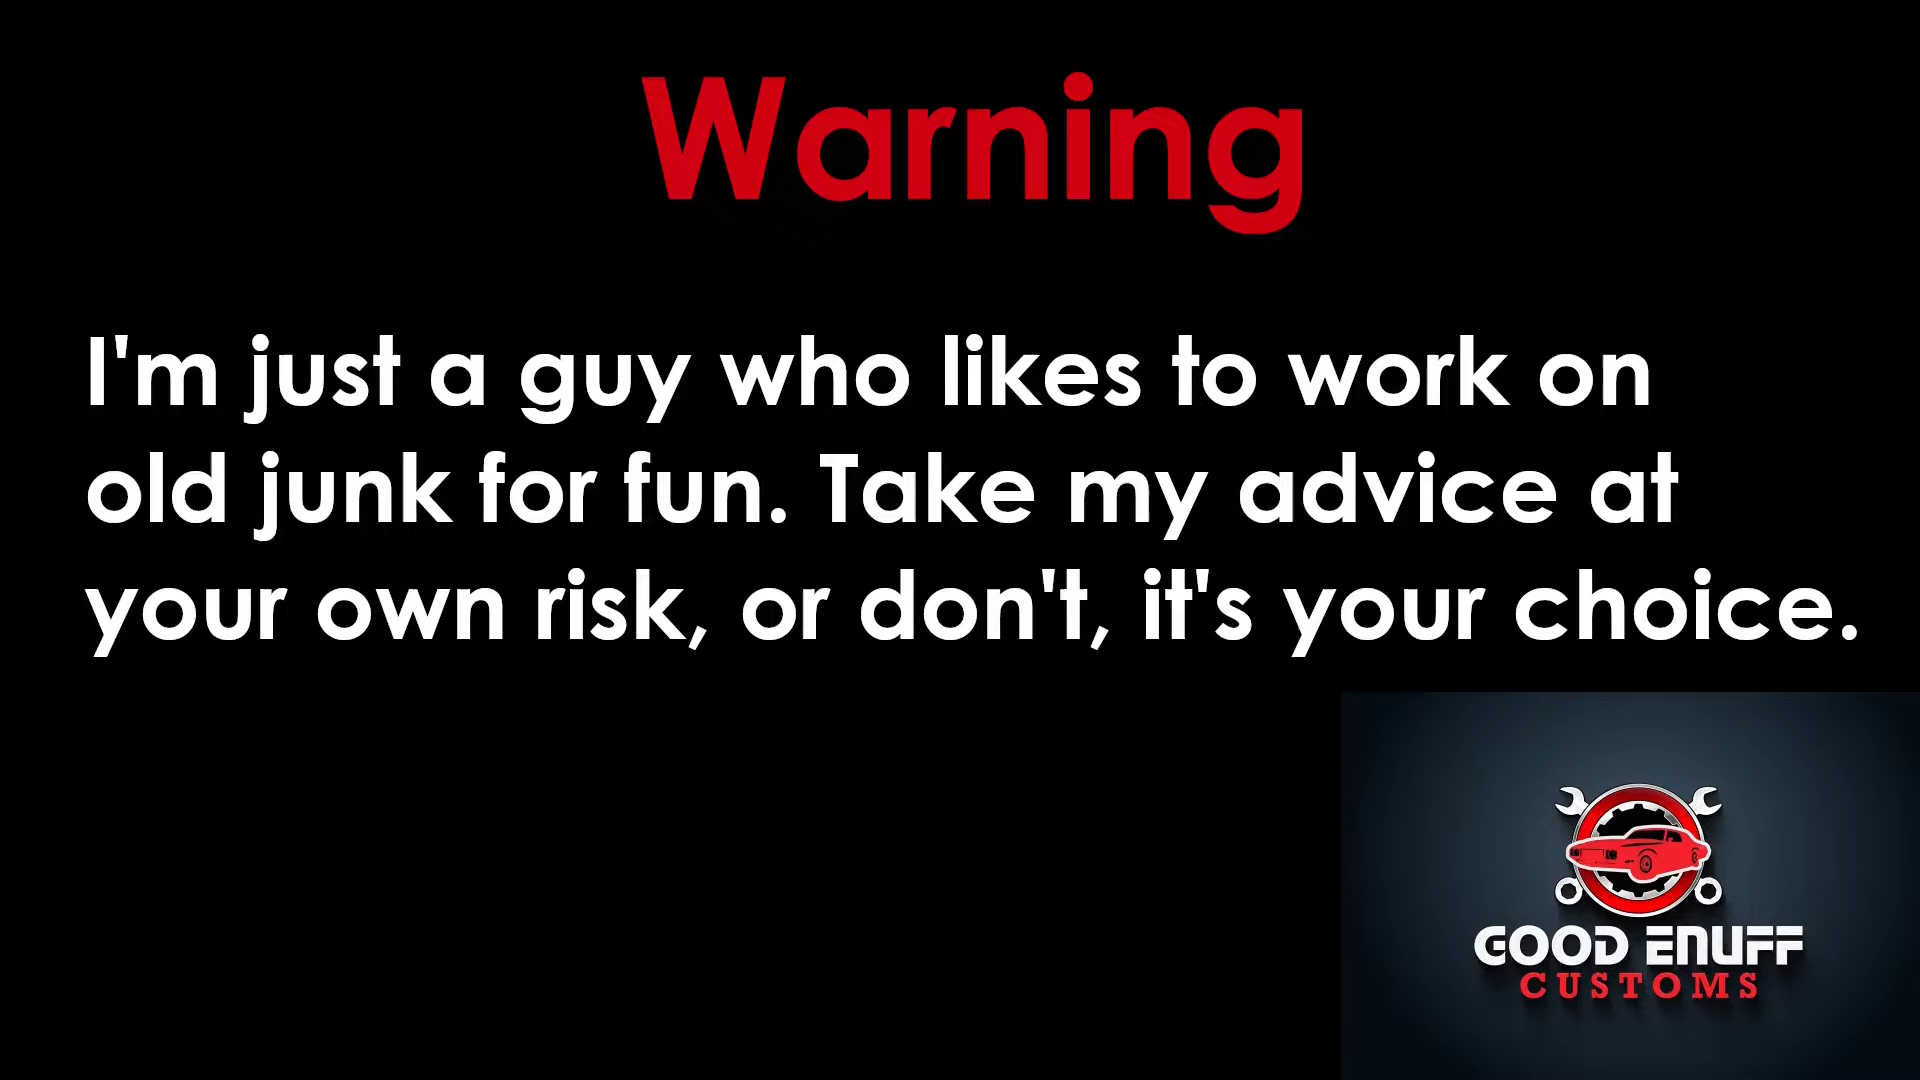 Warning
I'm just a guy who likes to work on
old junk for fun. Take my advice at
your own risk, or don't, it's your choice.
GOOD ENUFF
CUSTOMS